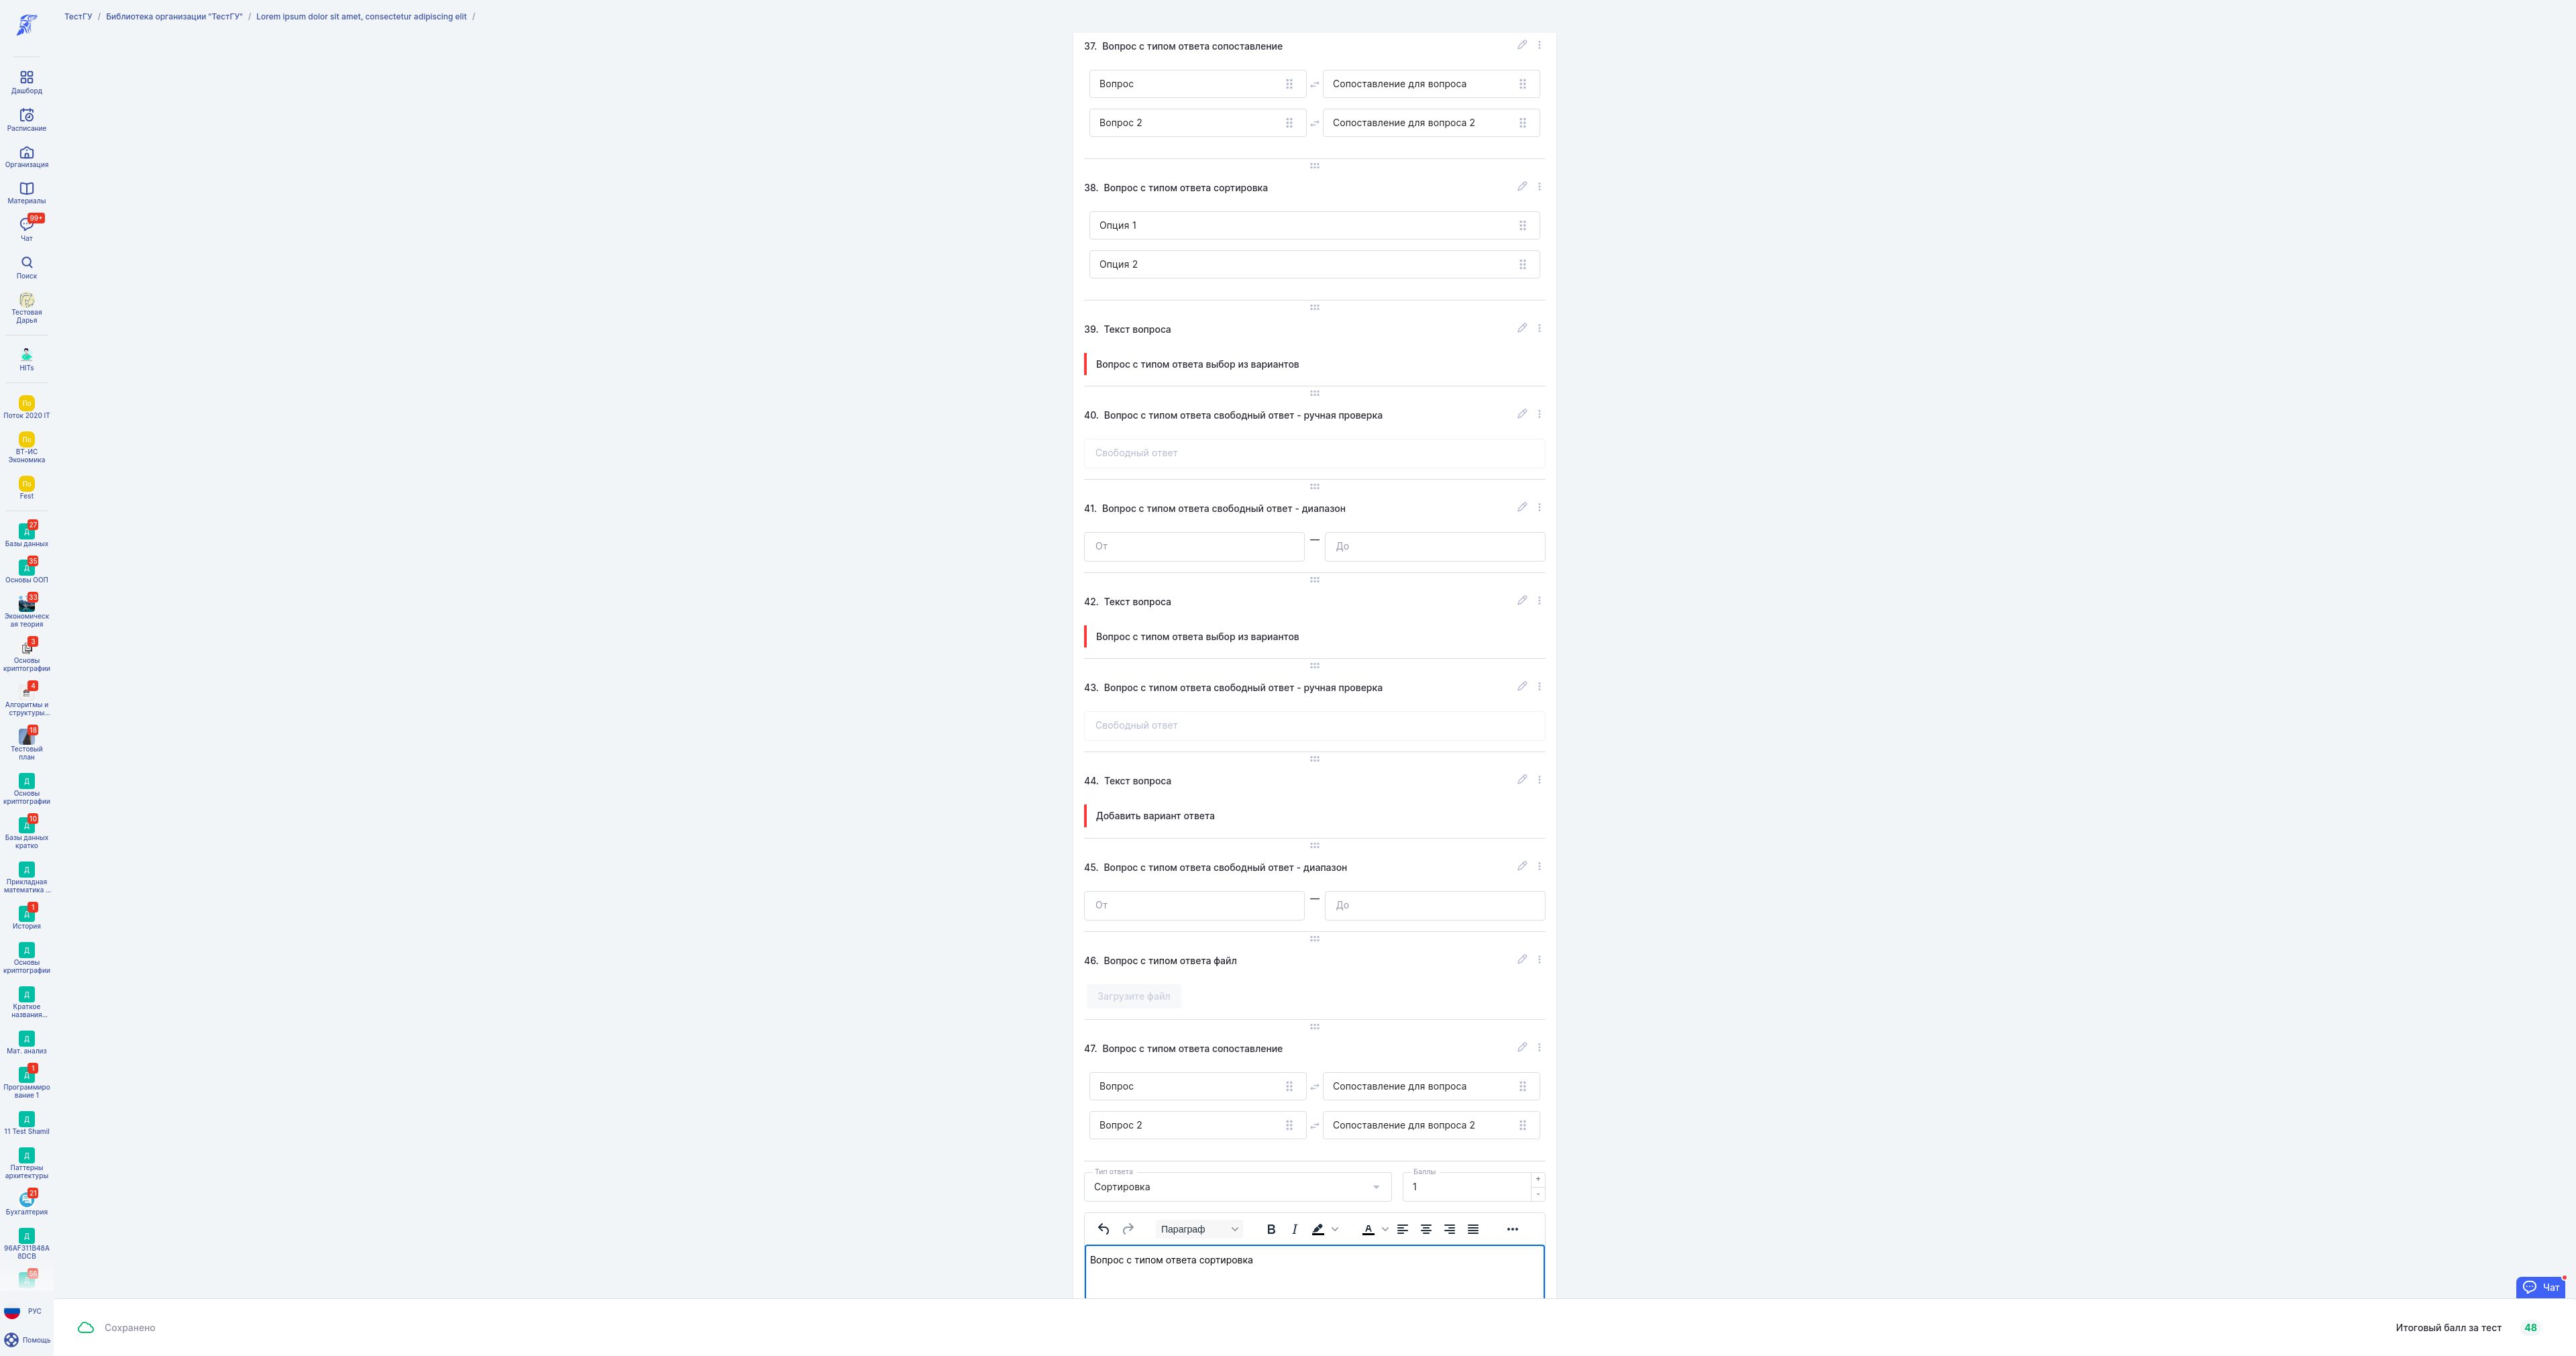 ТестГУ / Библиотека организации "ТестГУ" / Lorem ipsum dolor sit amet, consectetur adipiscing elit /
Дашборд
Расписание
Организация
Материалы
99+
Чат
Поиск
Тестовая
Дарья
HITs
По
Поток 2020 IT
По
ВТ-ИС
Экономика
По
Fest
27
Д
Базы данных
35
Д
Основы ООП
33
Экономическ
ая теория
3
Основы
криптографии
4
Алгоритмы и
структуры...
18
Тестовый
план
Д
Основы
криптографии
10
Д
Базы данных
кратко
Д
Прикладная
математика ...
1
Д
История
Д
Основы
криптографии
Д
Краткое
названия...
Д
Мат. анализ
1
Д
Программиро
вание 1
Д
11 Test Shamil
Д
Паттерны
архитектуры
21
Бухгалтерия
Д
96AF311B48A
8DCB
56
Д
РУС
Помощь
37. Вопрос с типом ответа сопоставление
Вопрос Сопоставление для вопроса
Вопрос 2 Сопоставление для вопроса 2
38. Вопрос с типом ответа сортировка
Опция 1
Опция 2
39. Текст вопроса
Вопрос с типом ответа выбор из вариантов
40. Вопрос с типом ответа свободный ответ - ручная проверка
Свободный ответ
41. Вопрос с типом ответа свободный ответ - диапазон
От — До
42. Текст вопроса
Вопрос с типом ответа выбор из вариантов
43. Вопрос с типом ответа свободный ответ - ручная проверка
Свободный ответ
44. Текст вопроса
Добавить вариант ответа
45. Вопрос с типом ответа свободный ответ - диапазон
От — До
46. Вопрос с типом ответа файл
Загрузите файл
47. Вопрос с типом ответа сопоставление
Вопрос Сопоставление для вопроса
Вопрос 2 Сопоставление для вопроса 2
Тип ответа Баллы
Сортировка 1 + -
Параграф B I A
Вопрос с типом ответа сортировка
Чат
Сохранено
Итоговый балл за тест 48